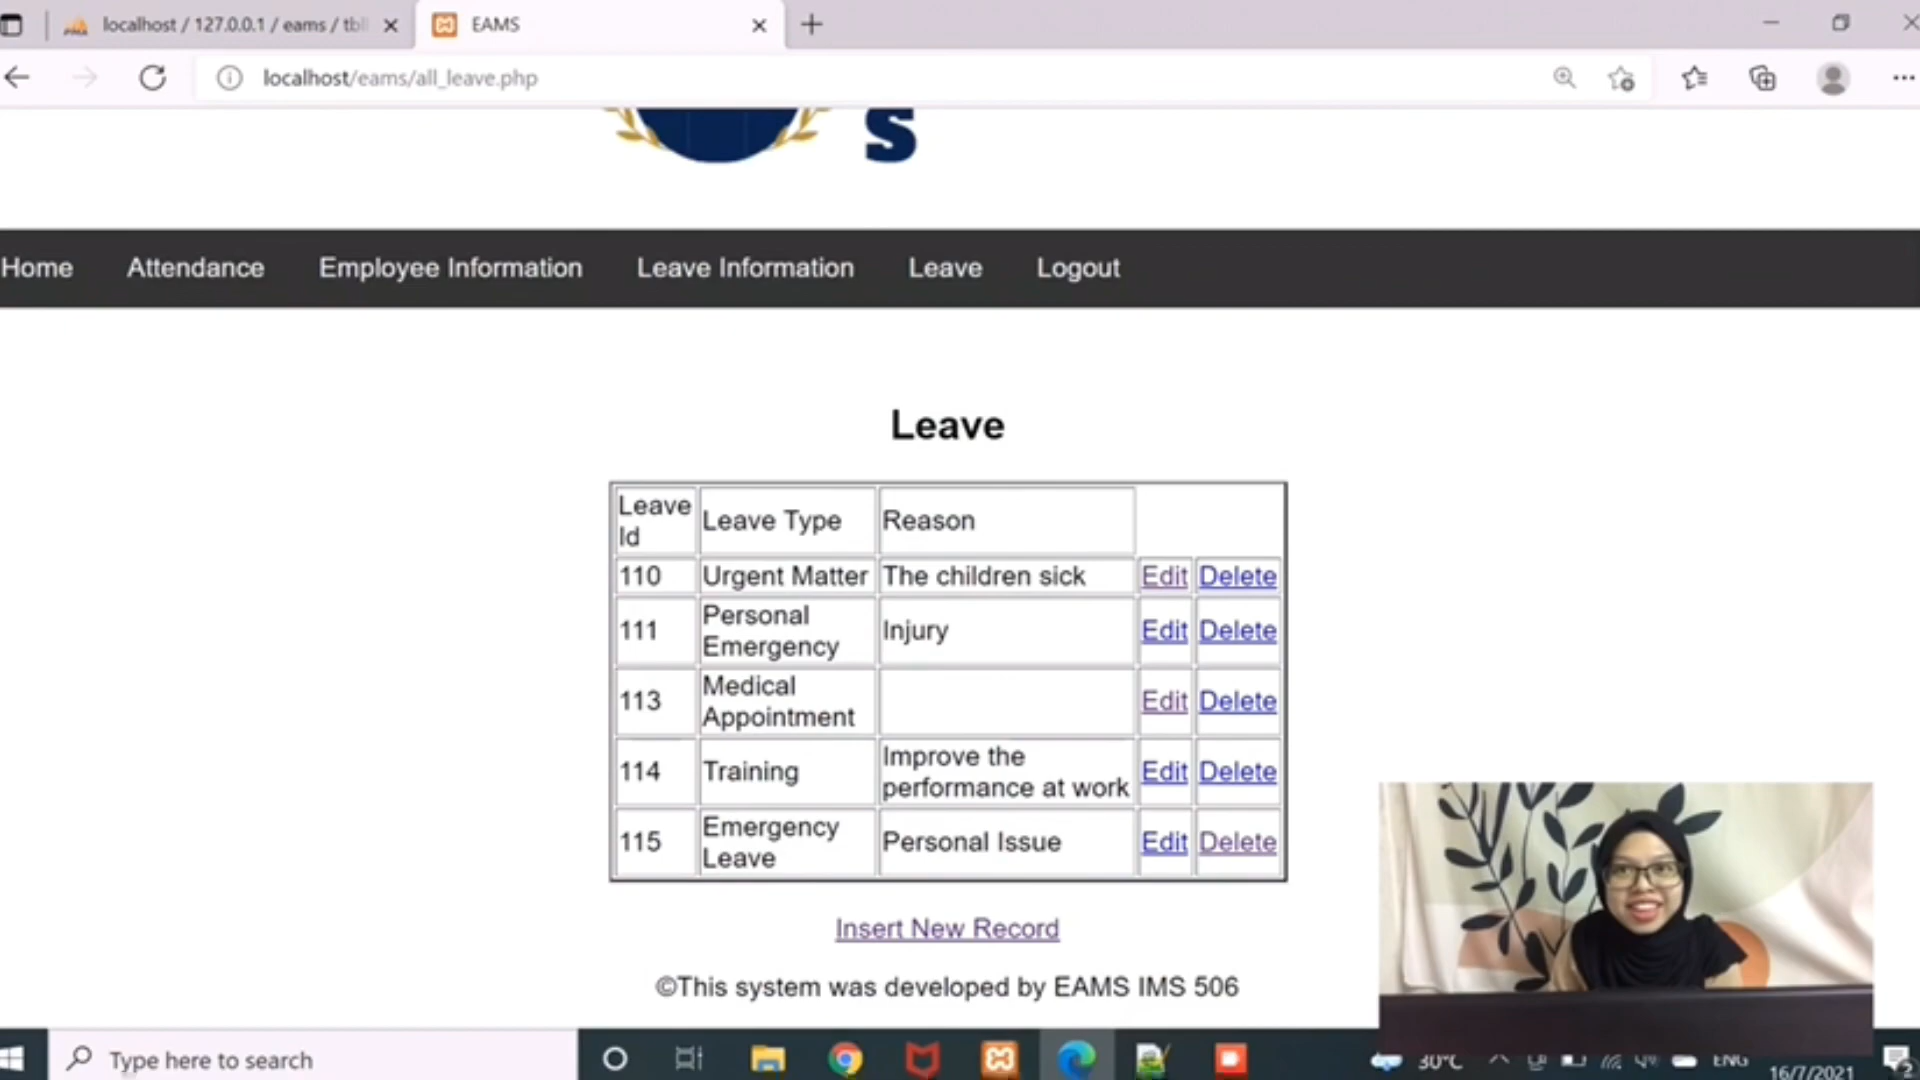 localhost / 127.0.0.1 / eams / tbl
EAMS
localhost/eams/all_leave.php
S
Home Attendance Employee Information Leave Information Leave Logout
Leave
Leave
Id
Leave Type
Reason
110 Urgent Matter The children sick Edit Delete
111 Personal
Emergency
Injury Edit Delete
113 Medical
Appointment
Edit Delete
114 Training
Improve the
performance at work
Edit Delete
115 Emergency
Leave
Personal Issue Edit Delete
Insert New Record
©This system was developed by EAMS IMS 506
Type here to search
30°C
ENG
16/7/2021
2